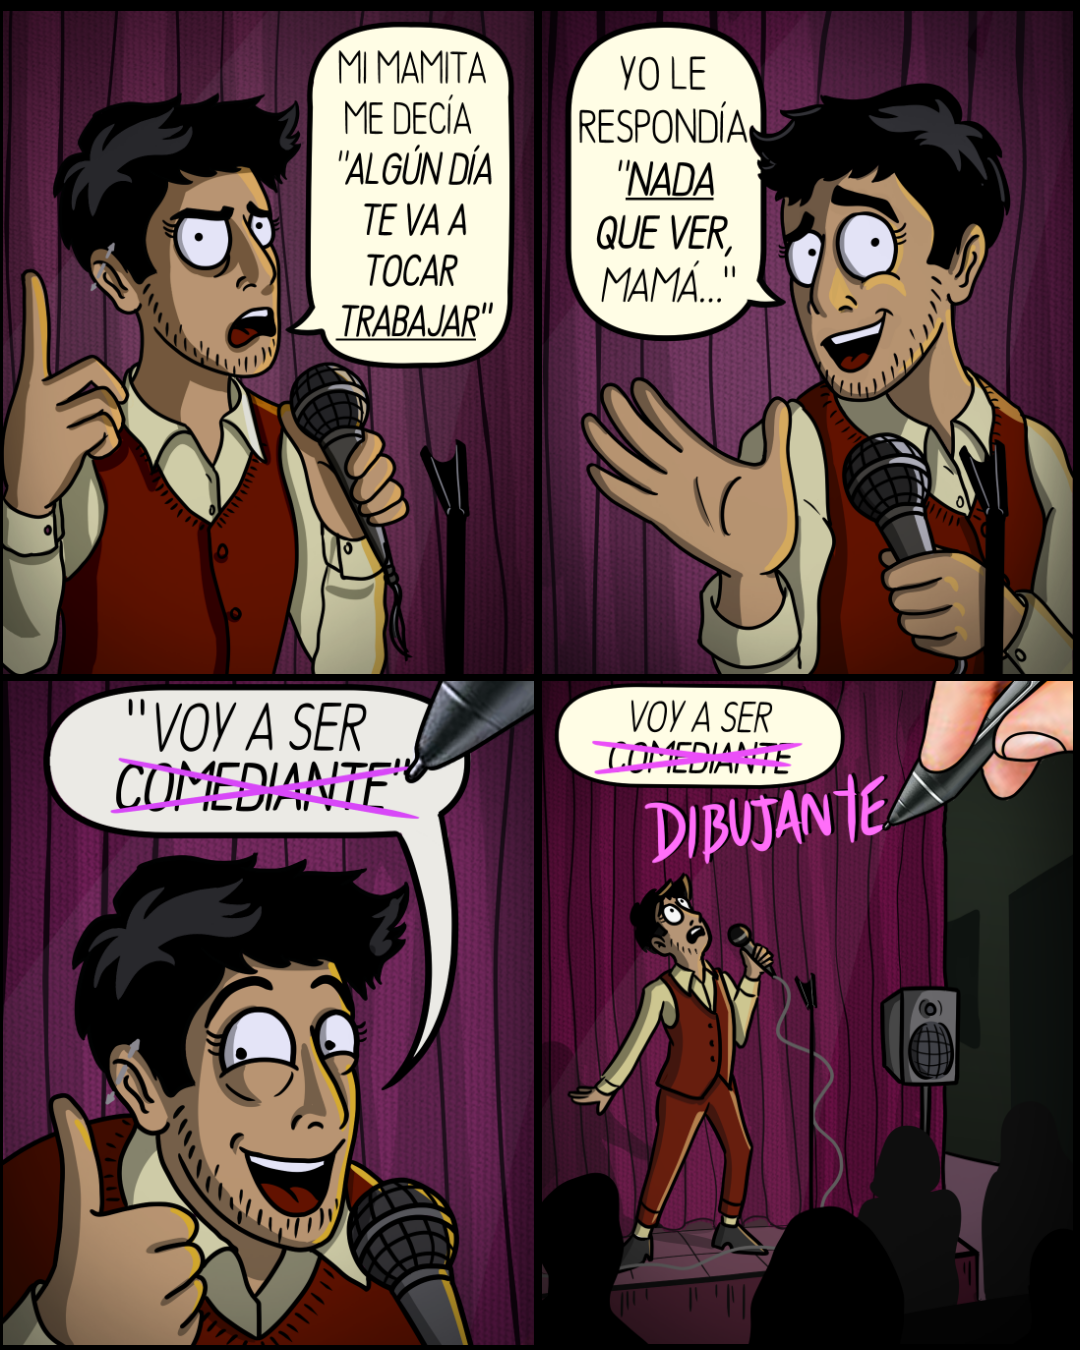 MI MAMITA
ME DECÍA
"ALGÚN DÍA
TE VA A
TOCAR
TRABAJAR"
YO LE
RESPONDÍA
"NADA
QUE VER,
MAMÁ..."
"VOY A SER
COMEDIANTE"
VOY A SER
COMEDIANTE
DIBUJANTE